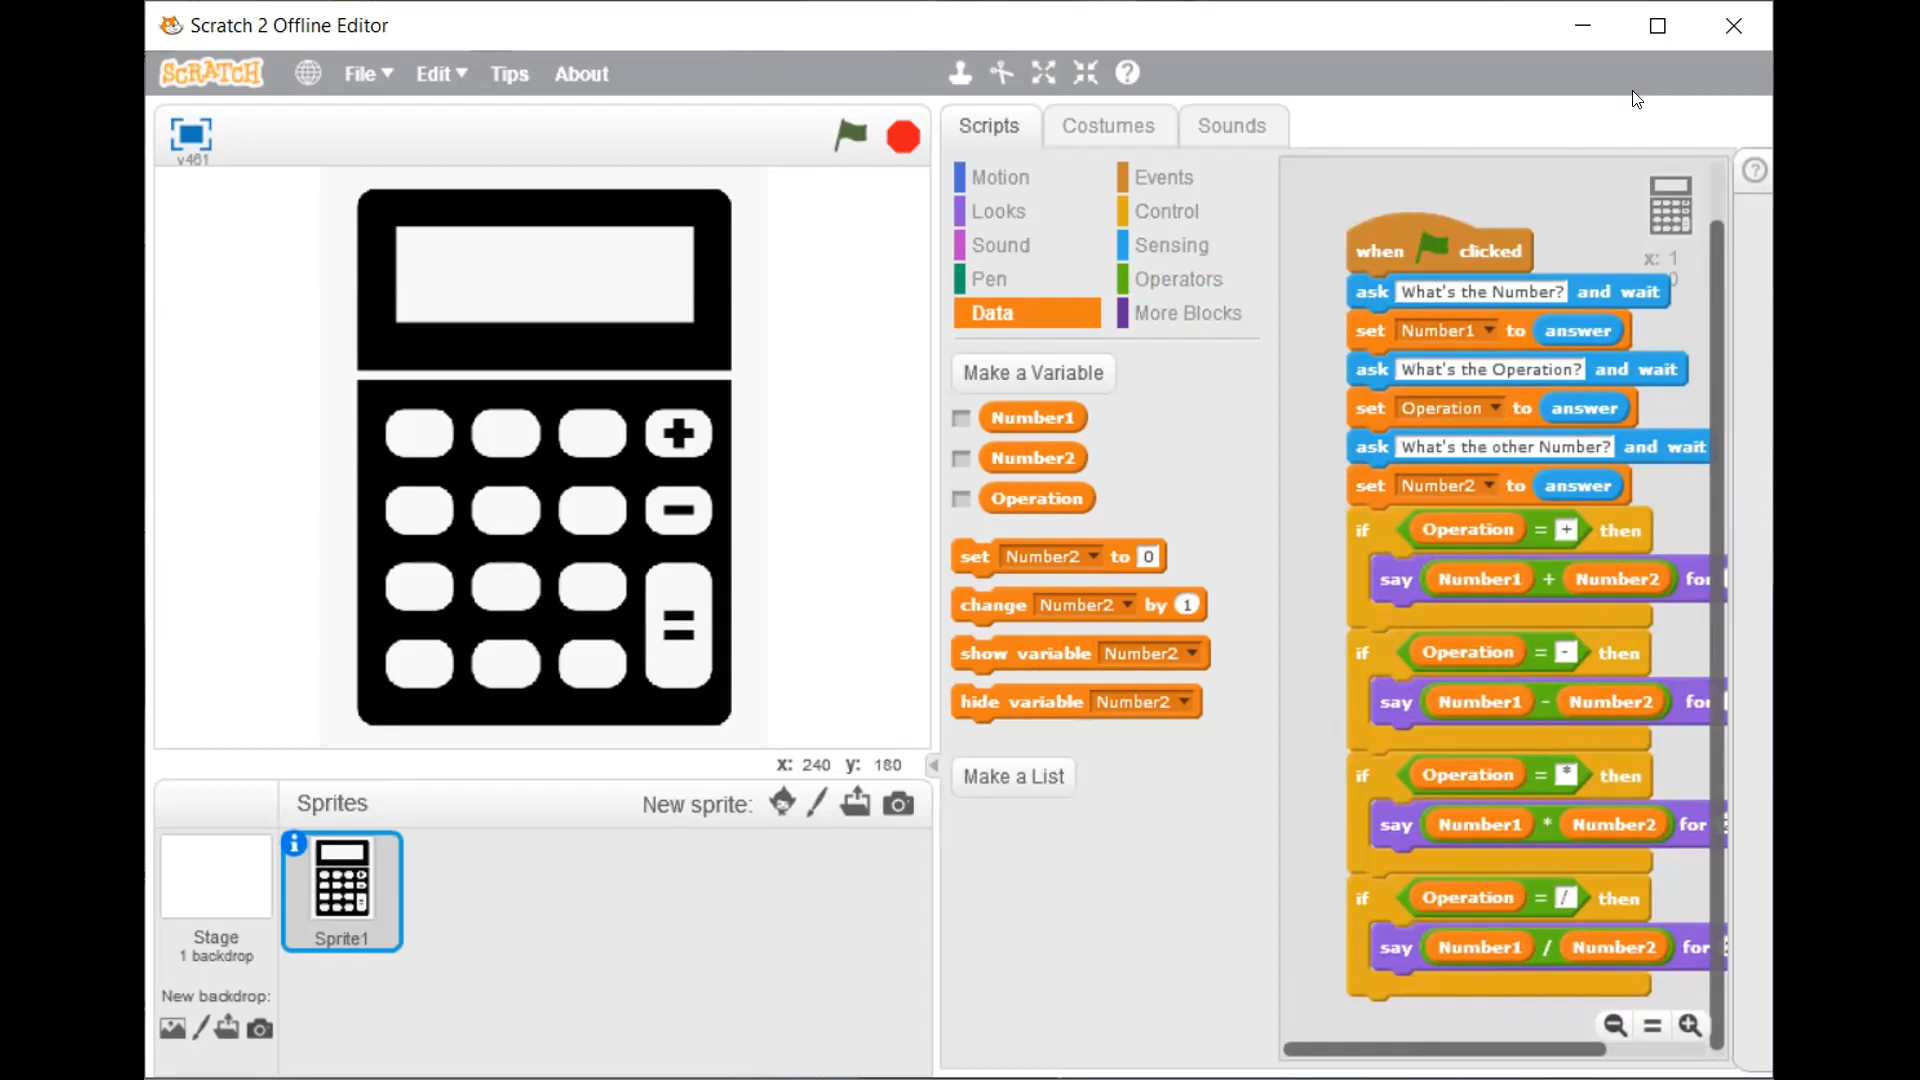 Scratch 2 Offline Editor
SCRATCH
File
Edit
Tips
About
v461
Scripts
Costumes
Sounds
Motion
Events
Looks
Control
Sound
Sensing
Pen
Operators
Data
More Blocks
Make a Variable
Number1
Number2
Operation
set Number2 to 0
change Number2 by 1
show variable Number2
hide variable Number2
Make a List
x: 1
when clicked
ask What's the Number? and wait
set Number1 to answer
ask What's the Operation? and wait
set Operation to answer
ask What's the other Number? and wait
set Number2 to answer
if Operation = + then
say Number1 + Number2 for
if Operation = - then
say Number1 - Number2 for
if Operation = * then
say Number1 * Number2 for
if Operation = / then
say Number1 / Number2 for
+
-
=
x: 240 y: 180
Sprites
New sprite:
Stage
1 backdrop
New backdrop:
Sprite1